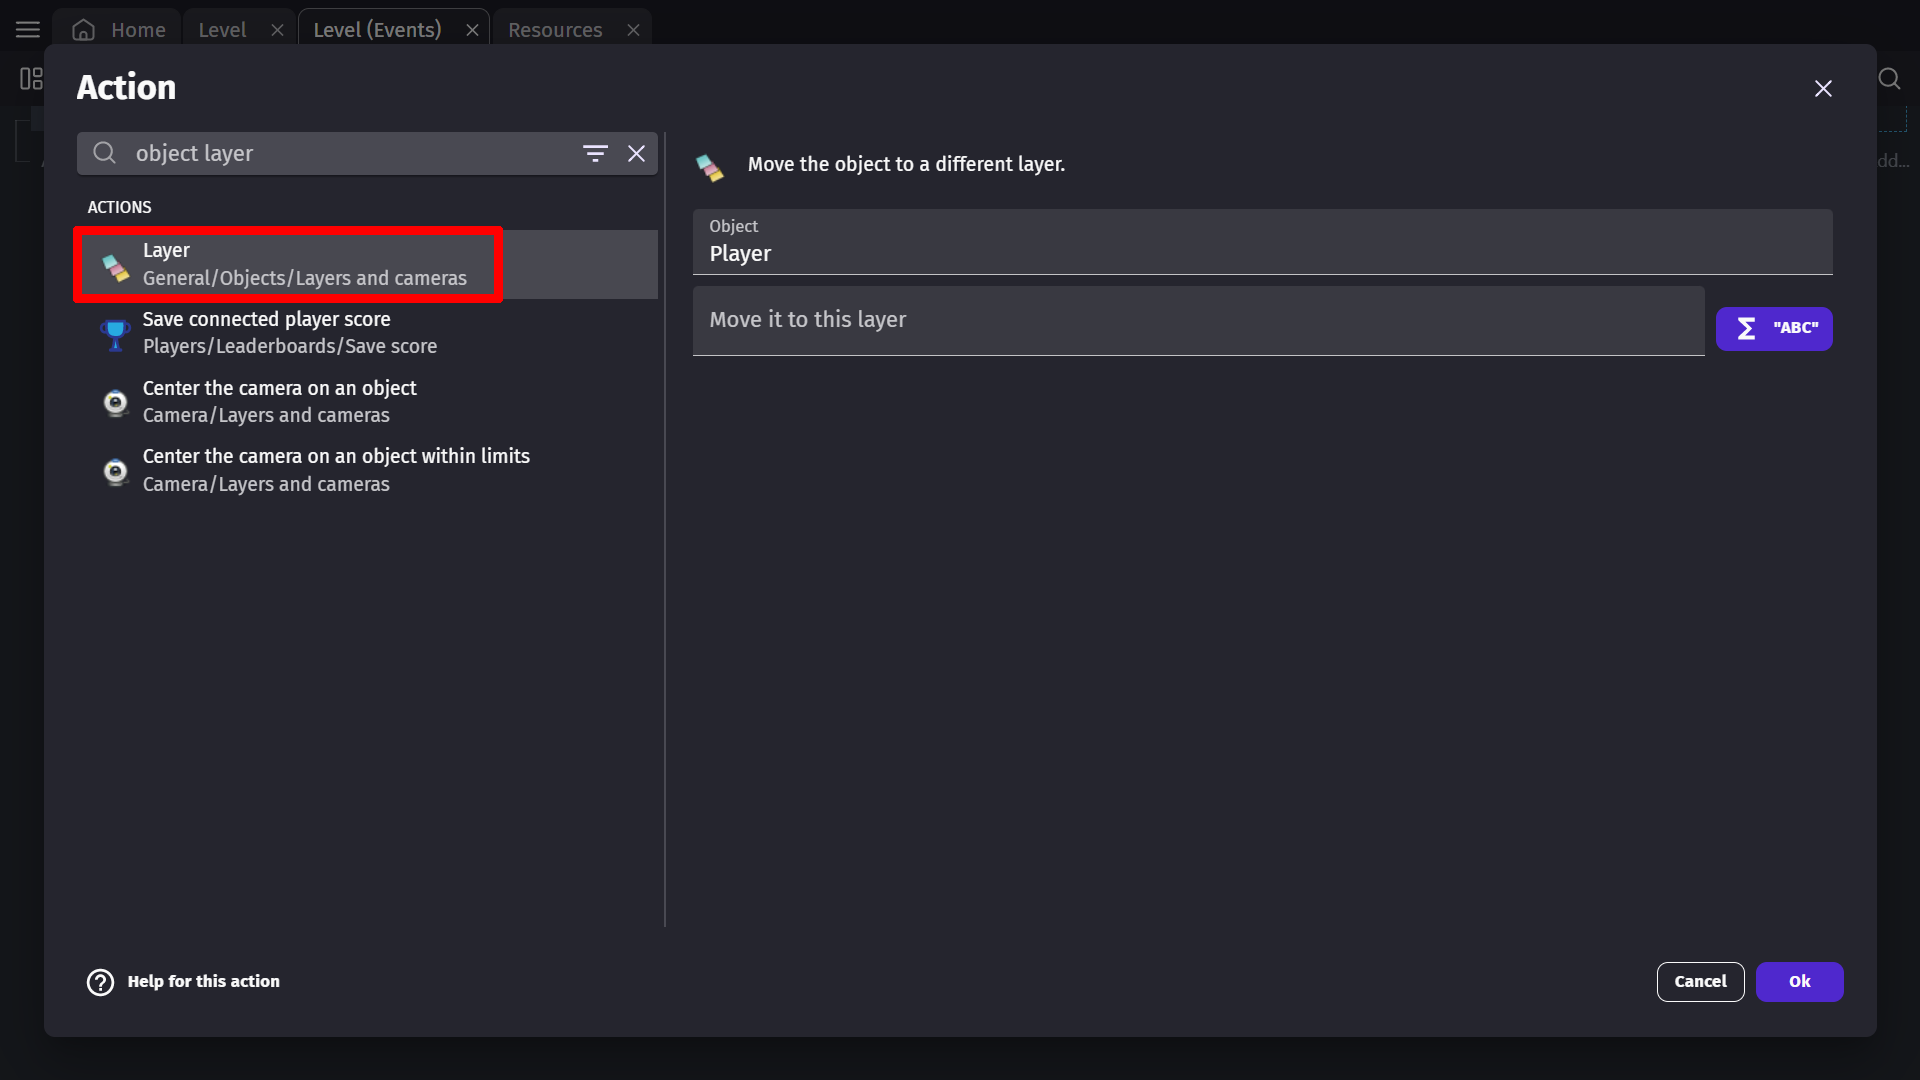 Home
Level
Level (Events)
Resources
Action
object layer
ACTIONS
Layer
General/Objects/Layers and cameras
Save connected player score
Players/Leaderboards/Save score
Center the camera on an object
Camera/Layers and cameras
Center the camera on an object within limits
Camera/Layers and cameras
Move the object to a different layer.
Object
Player
Move it to this layer
"ABC"
dd...
Help for this action
Cancel
Ok